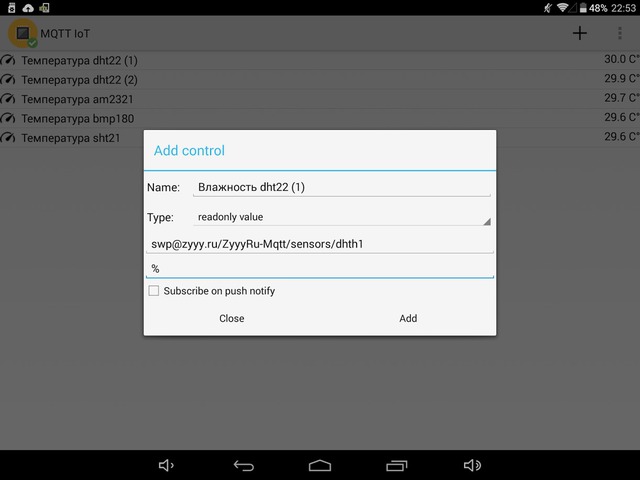 48% 22:53
MQTT IoT
Температура dht22 (1) 30.0 C°
Температура dht22 (2) 29.9 C°
Температура am2321 29.7 C°
Температура bmp180 29.6 C°
Температура sht21 29.6 C°
Add control
Name: Влажность dht22 (1)
Type: readonly value
swp@zyyy.ru/ZyyyRu-Mqtt/sensors/dhth1
%
Subscribe on push notify
Close Add